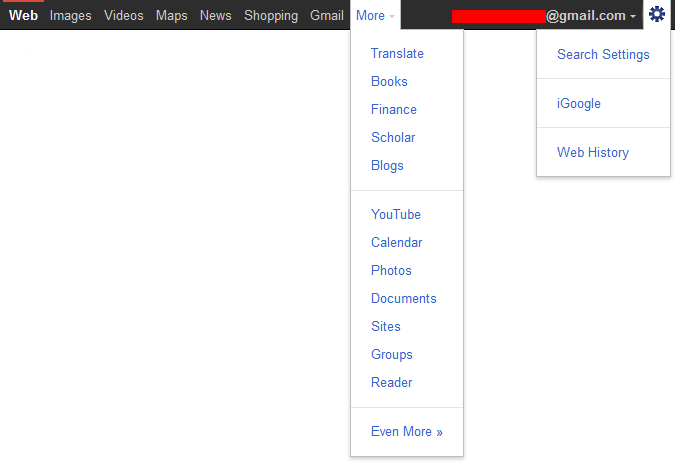 Web Images Videos Maps News Shopping Gmail More @gmail.com
Translate
Books
Finance
Scholar
Blogs
YouTube
Calendar
Photos
Documents
Sites
Groups
Reader
Even More »
Search Settings
iGoogle
Web History